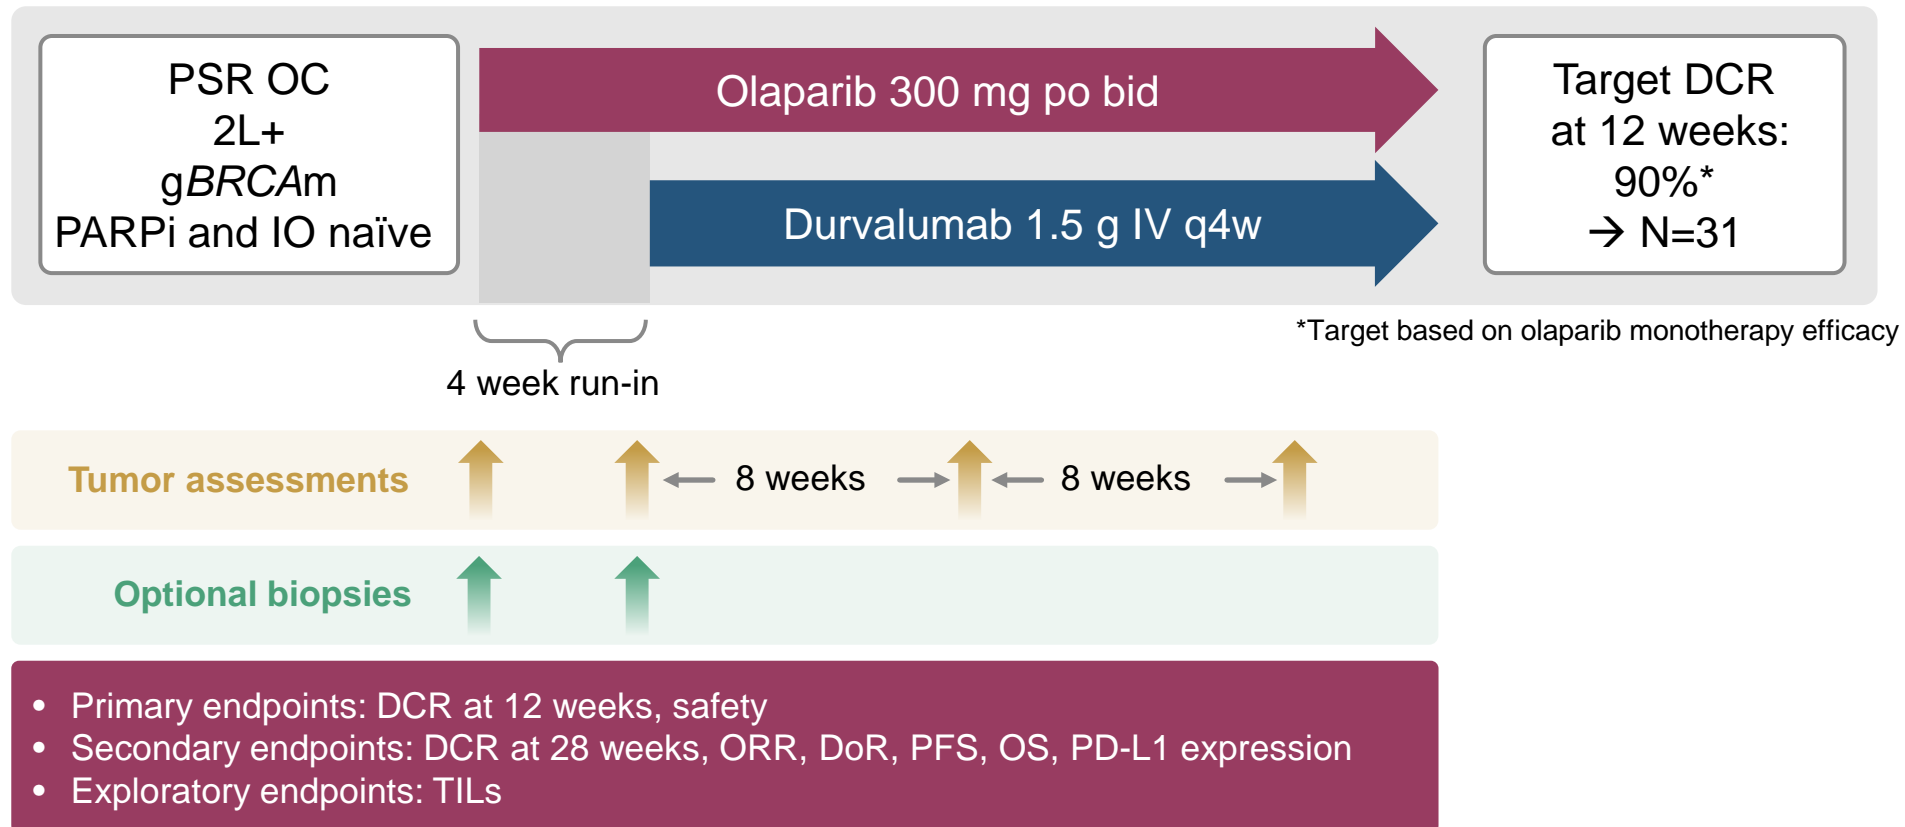 PSR OC
2L+
gBRCAm
PARPi and IO naïve
Olaparib 300 mg po bid
Durvalumab 1.5 g IV q4w
Target DCR
at 12 weeks:
90%*
→ N=31
*Target based on olaparib monotherapy efficacy
4 week run-in
Tumor assessments
8 weeks
8 weeks
Optional biopsies
• Primary endpoints: DCR at 12 weeks, safety
• Secondary endpoints: DCR at 28 weeks, ORR, DoR, PFS, OS, PD-L1 expression
• Exploratory endpoints: TILs